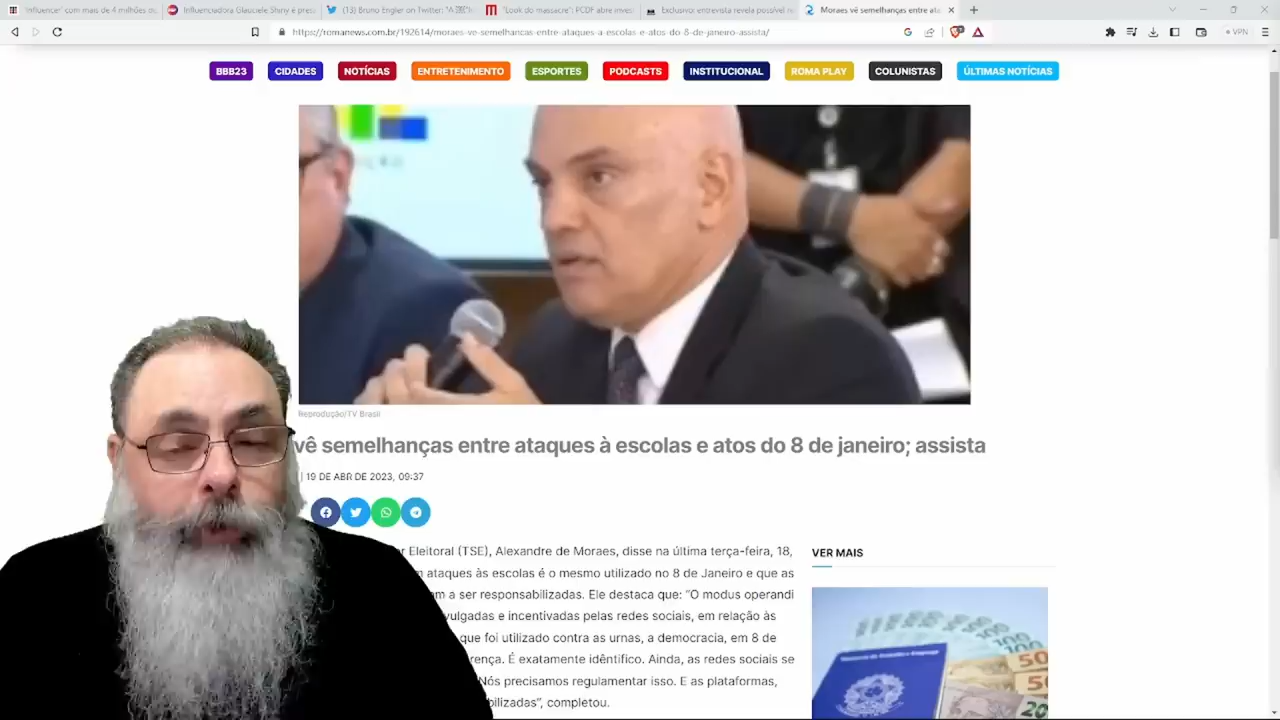 'Influencer' com mais de 4 milhões
Influenciadora Glauciele Shiny é pres
(13) Bruno Engler on Twitter: "A
"Look do massacre": PCDF abre inves
Exclusivo: entrevista revela possível
Moraes vê semelhanças entre ata
https://romanews.com.br/192614/moraes-ve-semelhancas-entre-ataques-a-escolas-e-atos-do-8-de-janeiro-assista/
VPN
BBB23
CIDADES
NOTÍCIAS
ENTRETENIMENTO
ESPORTES
PODCASTS
INSTITUCIONAL
ROMA PLAY
COLUNISTAS
ÚLTIMAS NOTÍCIAS
Reprodução/TV Brasil
vê semelhanças entre ataques à escolas e atos do 8 de janeiro; assista
| 19 DE ABR DE 2023, 09:37
r Eleitoral (TSE), Alexandre de Moraes, disse na última terça-feira, 18,
ataques às escolas é o mesmo utilizado no 8 de Janeiro e que as
am a ser responsabilizadas. Ele destaca que: "O modus operandi
vulgadas e incentivadas pelas redes sociais, em relação às
que foi utilizado contra as urnas, a democracia, em 8 de
rença. É exatamente idêntifico. Ainda, as redes sociais se
Nós precisamos regulamentar isso. E as plataformas,
bilizadas", completou.
VER MAIS
50
50
20